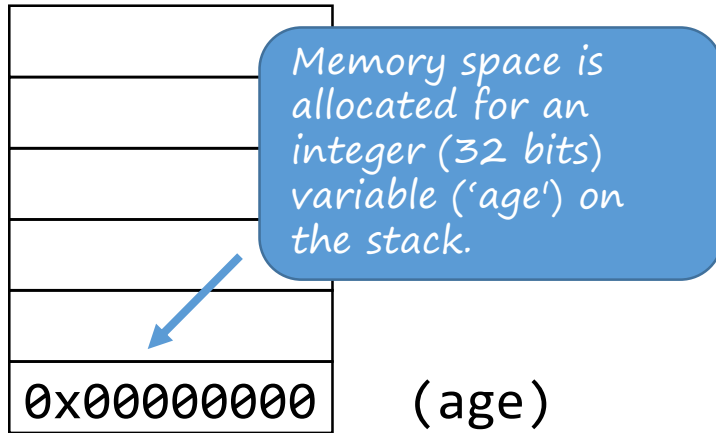 Memory space is
allocated for an
integer (32 bits)
variable (‘age') on
the stack.
0x00000000 (age)